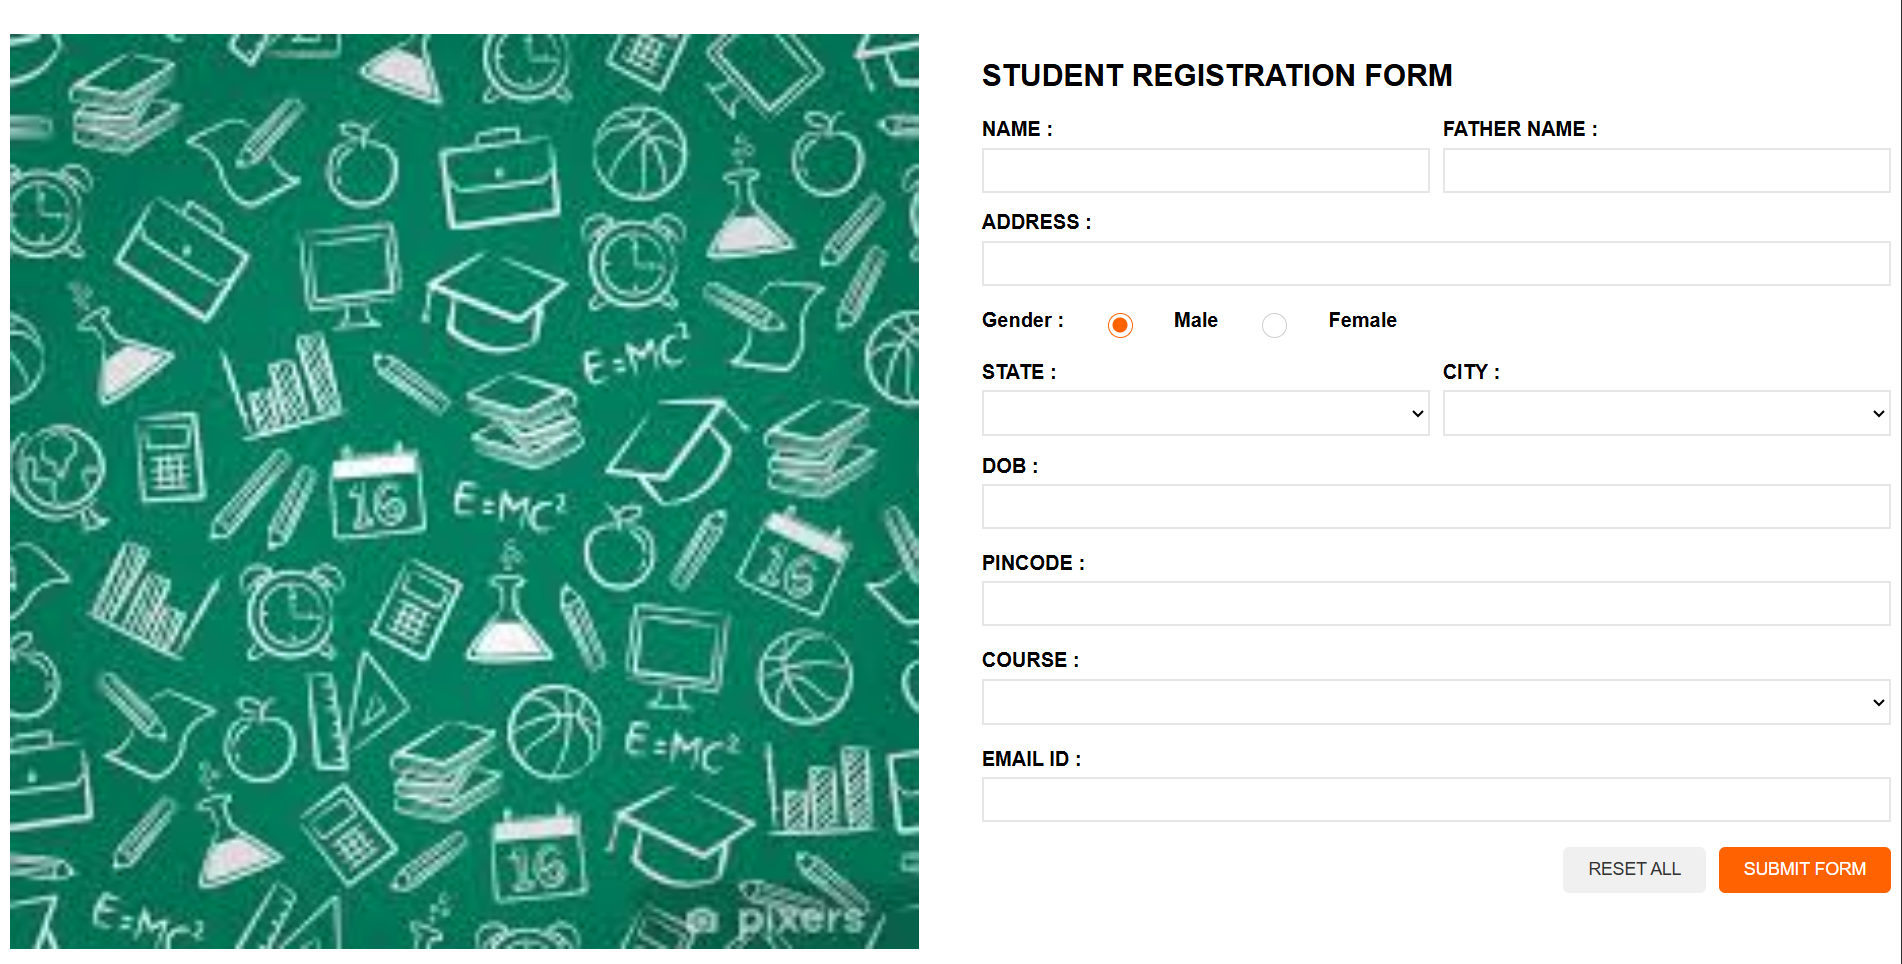 STUDENT REGISTRATION FORM
NAME :
FATHER NAME :
ADDRESS :
Gender : Male Female
STATE :
CITY :
DOB :
PINCODE :
COURSE :
EMAIL ID :
RESET ALL
SUBMIT FORM
E=MC²
16
E=MC²
16
E=MC²
16
E=MC²
pixers